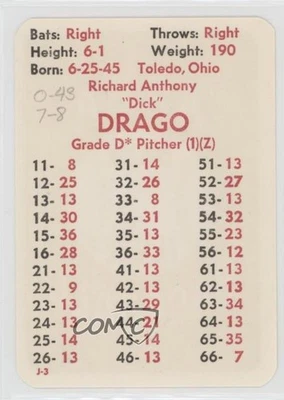 Bats: Right Throws: Right
Height: 6-1 Weight: 190
Born: 6-25-45 Toledo, Ohio
Richard Anthony
"Dick"
DRAGO
Grade D* Pitcher (1)(Z)
0-43
7-8
11- 8 31- 14 51- 13
12- 25 32- 26 52- 27
13- 13 33- 8 53- 13
14- 30 34- 31 54- 32
15- 36 35- 14 55- 13
16- 28 36- 33 56- 12
21- 13 41- 13 61- 13
22- 9 42- 13 62- 13
23- 13 43- 29 63- 34
24- 13 44- 21 64- 13
25- 14 45- 14 65- 35
26- 13 46- 13 66- 7
J-3
COMC